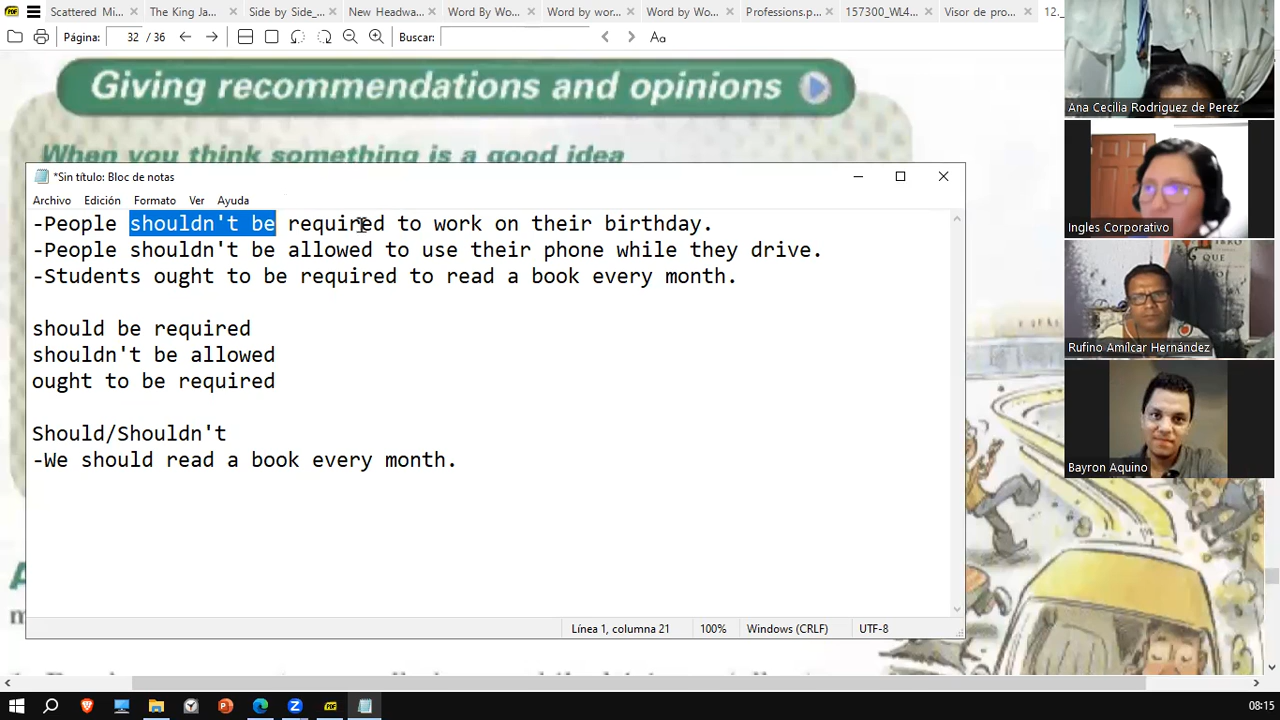 Scattered Mi...
The King Ja...
Side by Side_...
New Headwa...
Word By Wo...
Word by wor...
Word by Wo...
Professions.p...
157300_WL4...
Visor de pro...
12._
Página: 32 / 36 Buscar: Aa
Giving recommendations and opinions
When you think something is a good idea
*Sin título: Bloc de notas
Archivo Edición Formato Ver Ayuda
-People shouldn't be required to work on their birthday.
-People shouldn't be allowed to use their phone while they drive.
-Students ought to be required to read a book every month.
should be required
shouldn't be allowed
ought to be required
Should/Shouldn't
-We should read a book every month.
Línea 1, columna 21 100% Windows (CRLF) UTF-8
Ana Cecilia Rodriguez de Perez
Ingles Corporativo
Rufino Amílcar Hernández
Bayron Aquino
08:15